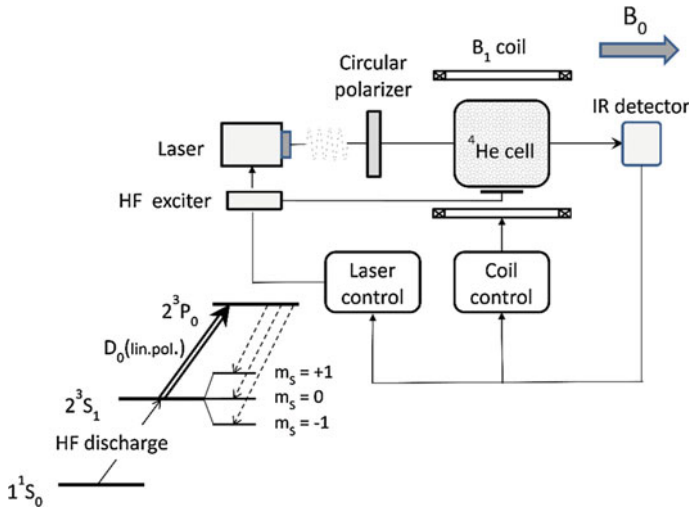 B₀
B₁ coil
Circular
polarizer
IR detector
Laser
⁴He cell
HF exciter
Laser
control
Coil
control
2³P₀
D₀(lin.pol.)
mₛ = +1
2³S₁
mₛ = 0
mₛ = -1
HF discharge
1¹S₀